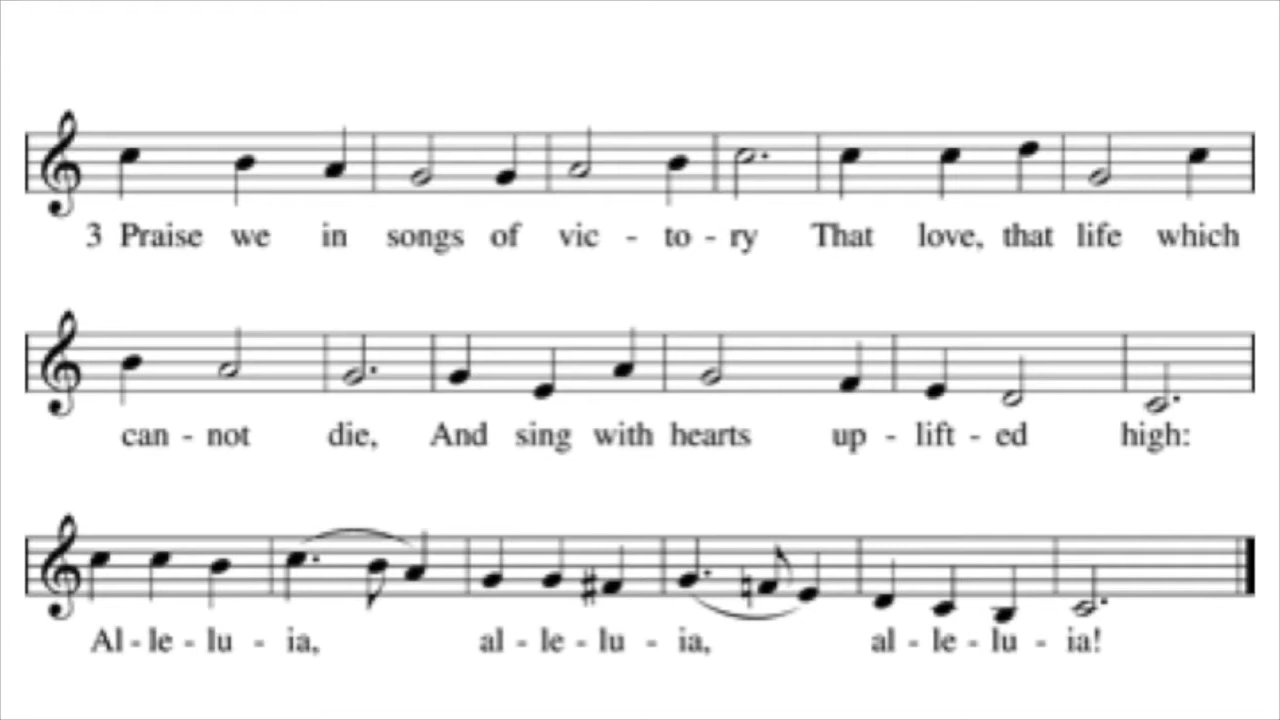 3 Praise we in songs of vic - to - ry That love, that life which
can - not die, And sing with hearts up - lift - ed high:
Al - le - lu - ia, al - le - lu - ia, al - le - lu - ia!